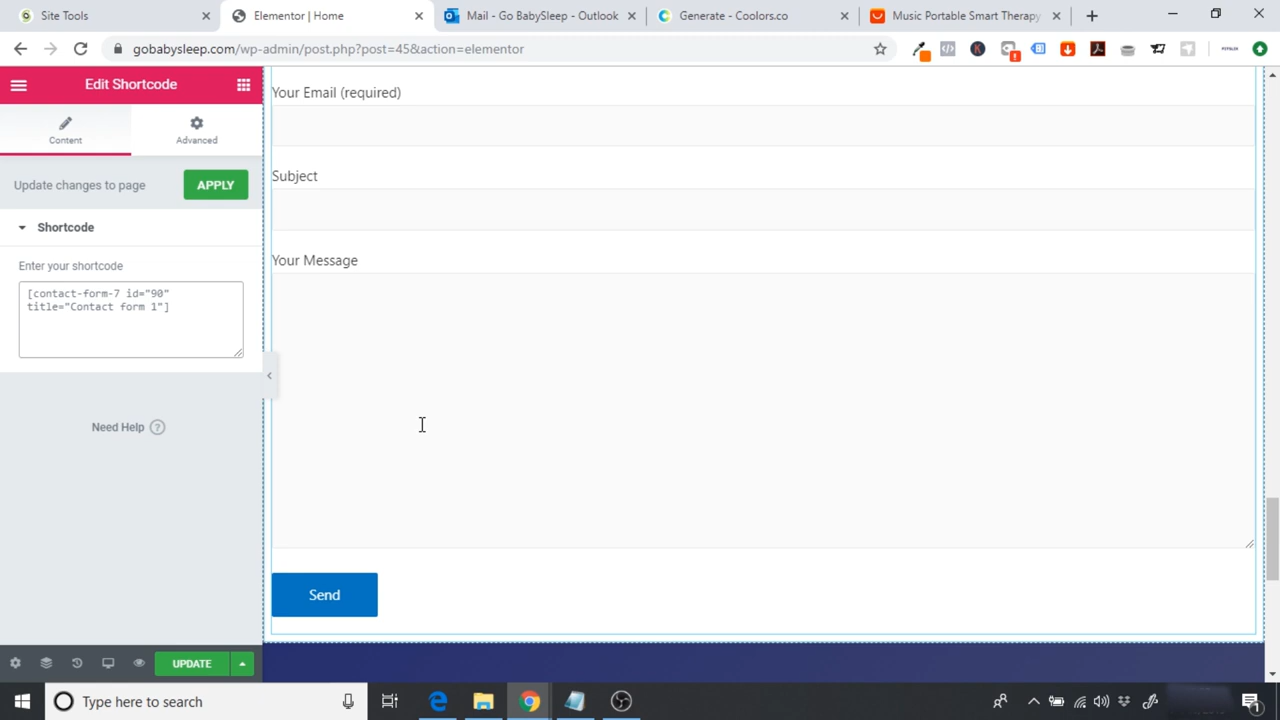 Site Tools
Elementor | Home
Mail - Go BabySleep - Outlook
Generate - Coolors.co
Music Portable Smart Therapy
gobabysleep.com/wp-admin/post.php?post=45&action=elementor
Edit Shortcode
Content
Advanced
Update changes to page
APPLY
Shortcode
Enter your shortcode
[contact-form-7 id="90"
title="Contact form 1"]
Need Help
UPDATE
Your Email (required)
Subject
Your Message
Send
Type here to search